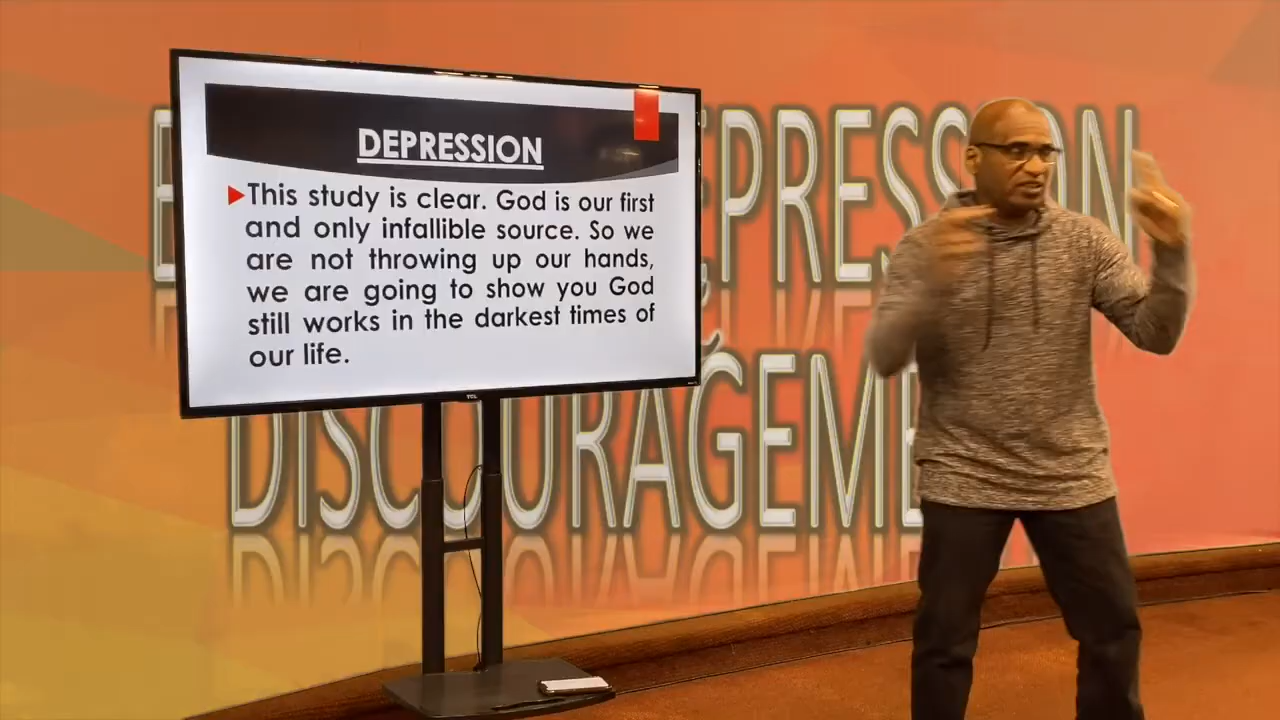 DEPRESSION
This study is clear. God is our first
and only infallible source. So we
are not throwing up our hands,
we are going to show you God
still works in the darkest times of
our life.
TCL